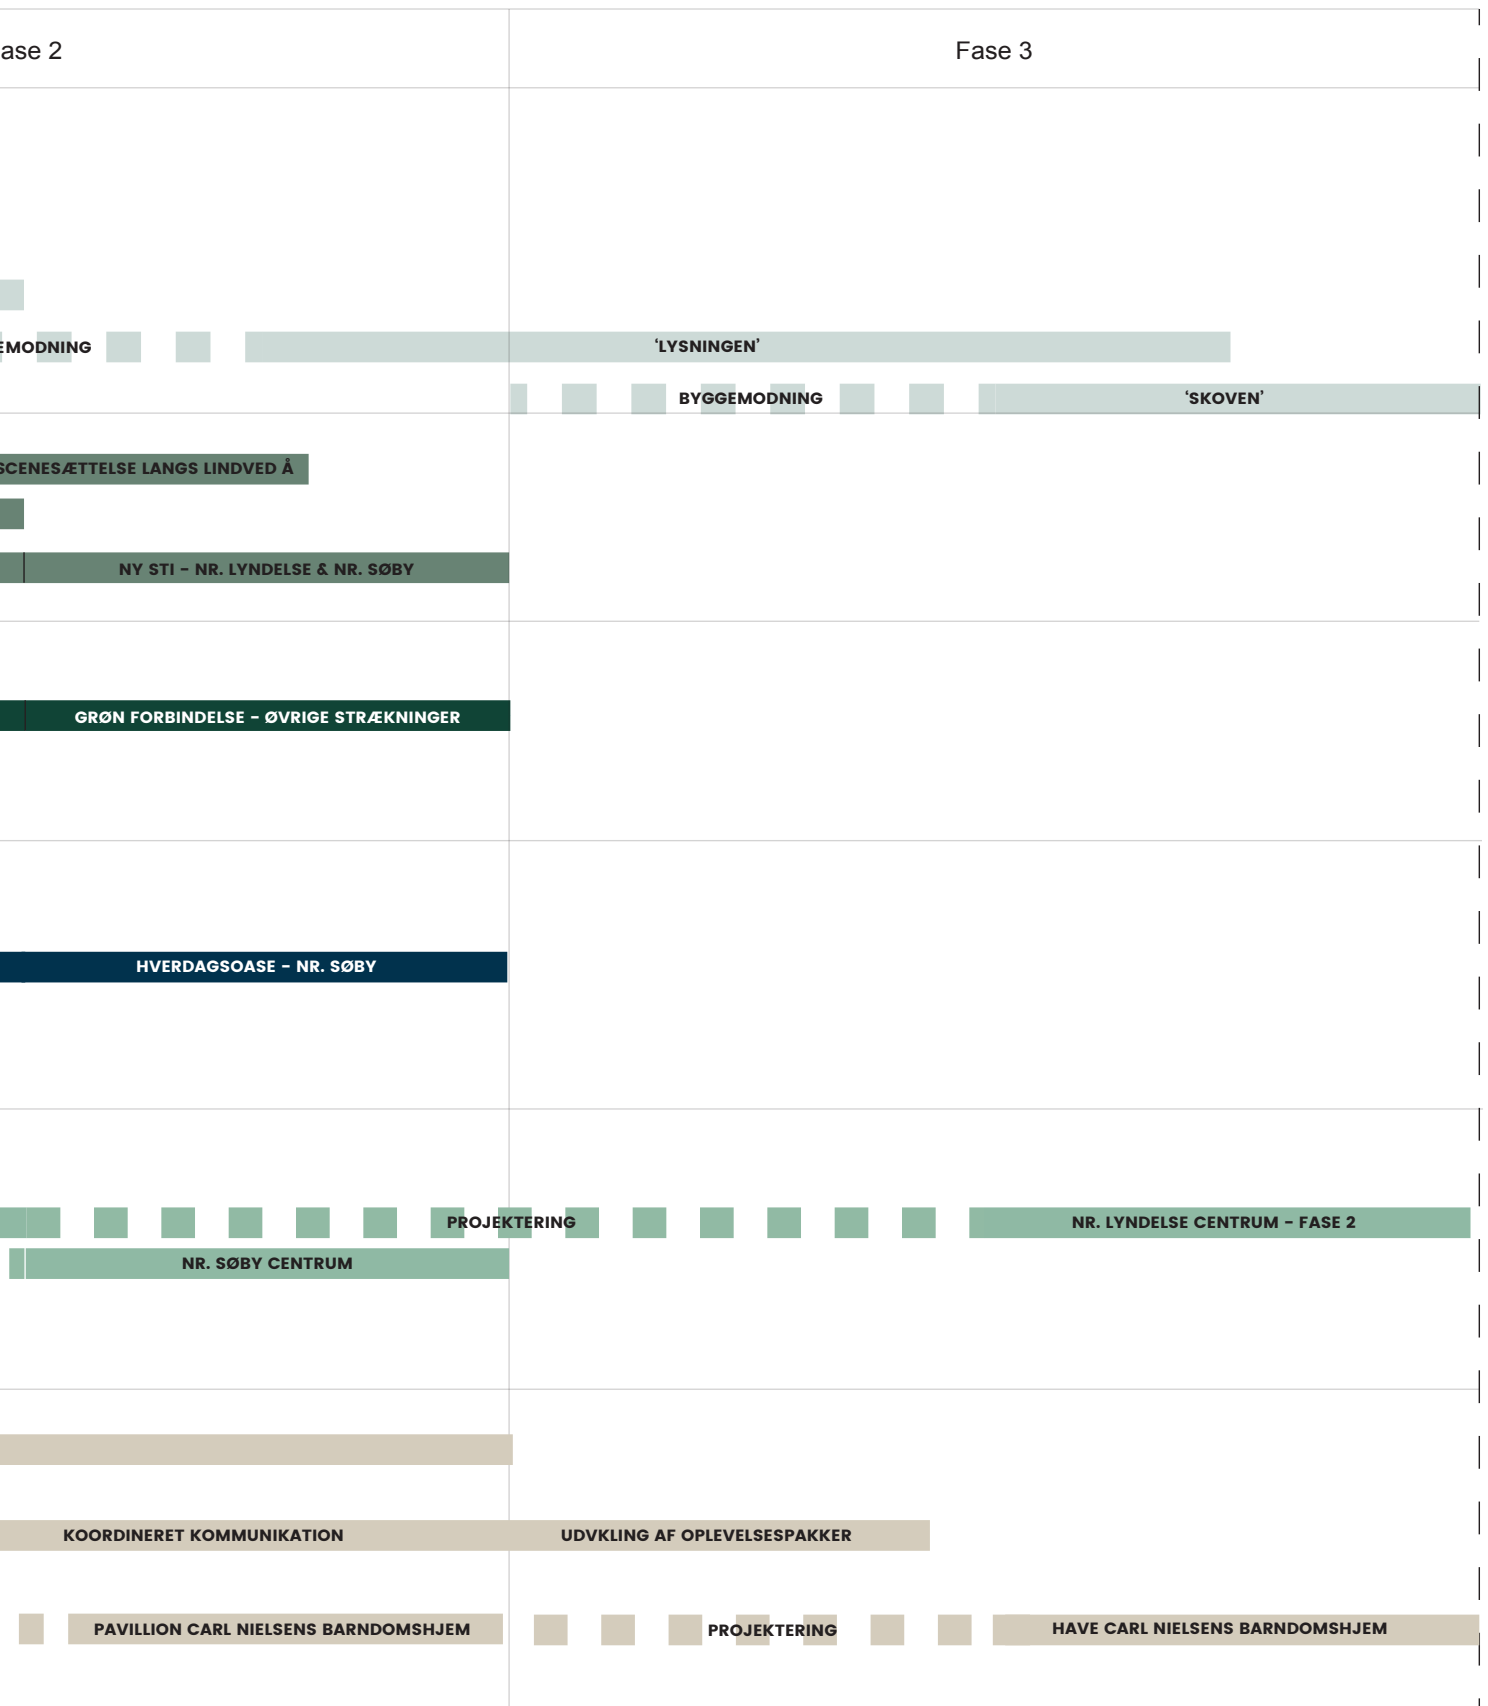 ase 2
Fase 3
EMODNING
‘LYSNINGEN’
BYGGEMODNING
‘SKOVEN’
SCENESÆTTELSE LANGS LINDVED Å
NY STI – NR. LYNDELSE & NR. SØBY
GRØN FORBINDELSE – ØVRIGE STRÆKNINGER
HVERDAGSOASE – NR. SØBY
PROJEKTERING
NR. LYNDELSE CENTRUM – FASE 2
NR. SØBY CENTRUM
KOORDINERET KOMMUNIKATION
UDVKLING AF OPLEVELSESPAKKER
PAVILLION CARL NIELSENS BARNDOMSHJEM
PROJEKTERING
HAVE CARL NIELSENS BARNDOMSHJEM